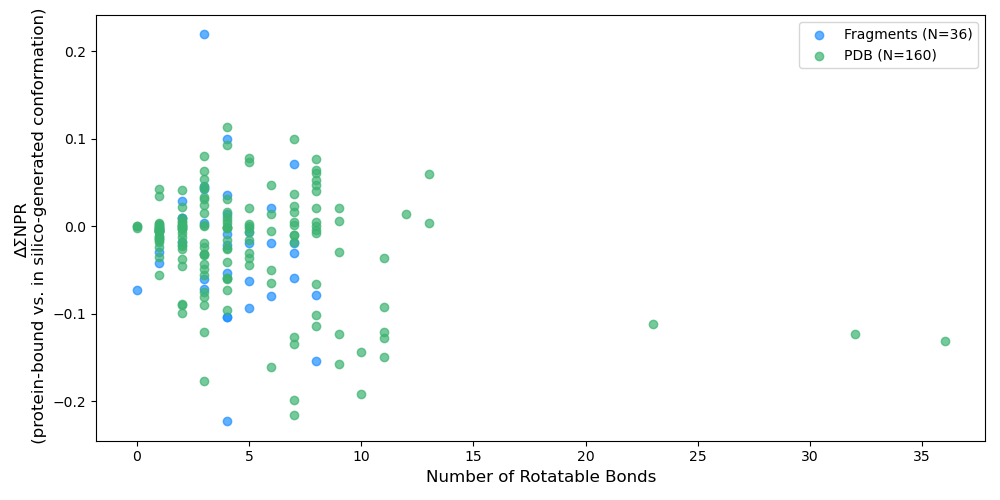 Fragments (N=36)
PDB (N=160)
0.2
0.1
0.0
−0.1
−0.2
ΔΣNPR
(protein-bound vs. in silico-generated conformation)
0 5 10 15 20 25 30 35
Number of Rotatable Bonds